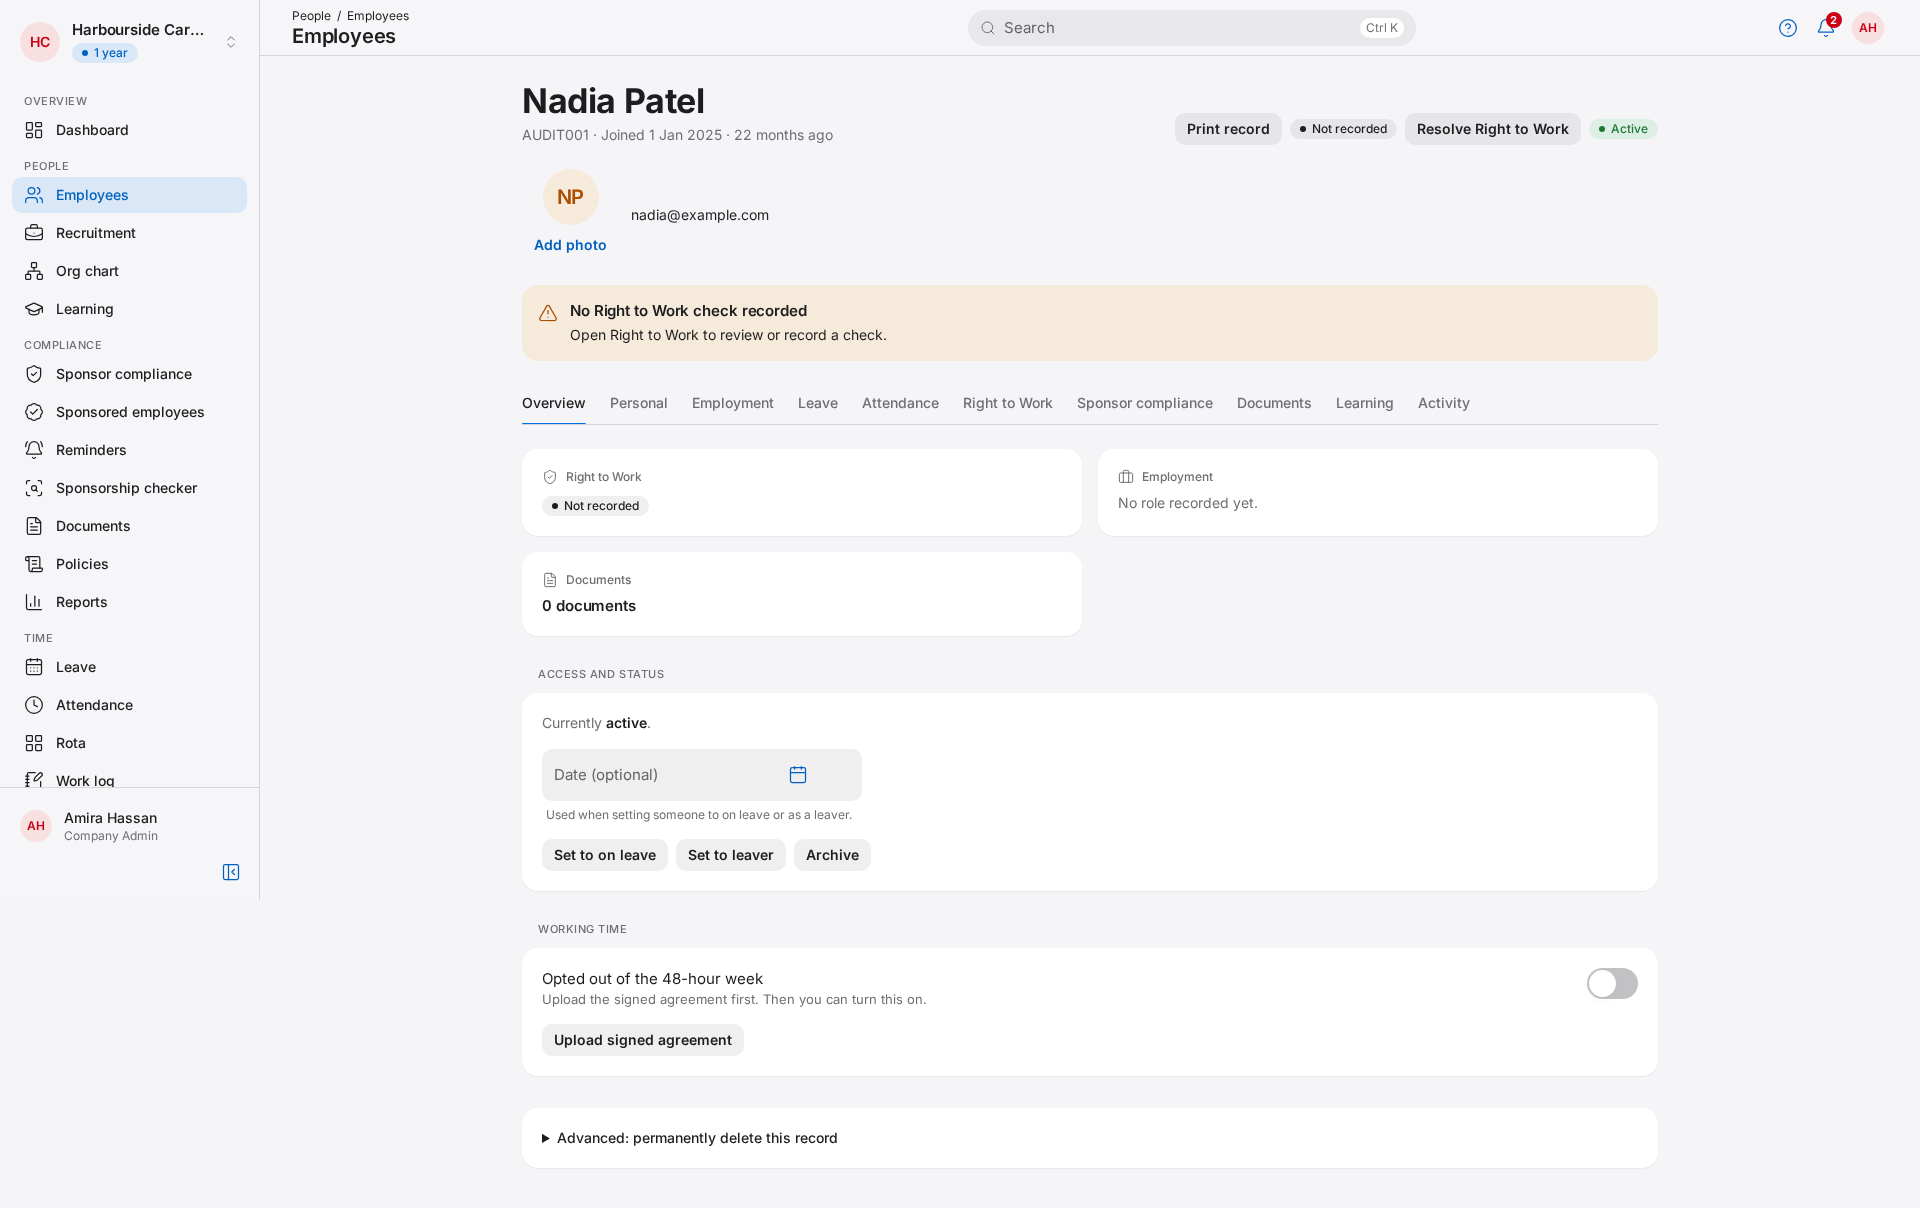 HC
Harbourside Car...
1 year
OVERVIEW
Dashboard
PEOPLE
Employees
Recruitment
Org chart
Learning
COMPLIANCE
Sponsor compliance
Sponsored employees
Reminders
Sponsorship checker
Documents
Policies
Reports
TIME
Leave
Attendance
Rota
Work log
AH
Amira Hassan
Company Admin
People / Employees
Employees
Search
Ctrl K
2
AH
Nadia Patel
AUDIT001 · Joined 1 Jan 2025 · 22 months ago
Print record
Not recorded
Resolve Right to Work
Active
NP
nadia@example.com
Add photo
No Right to Work check recorded
Open Right to Work to review or record a check.
Overview Personal Employment Leave Attendance Right to Work Sponsor compliance Documents Learning Activity
Right to Work
Not recorded
Employment
No role recorded yet.
Documents
0 documents
ACCESS AND STATUS
Currently active.
Date (optional)
Used when setting someone to on leave or as a leaver.
Set to on leave
Set to leaver
Archive
WORKING TIME
Opted out of the 48-hour week
Upload the signed agreement first. Then you can turn this on.
Upload signed agreement
Advanced: permanently delete this record